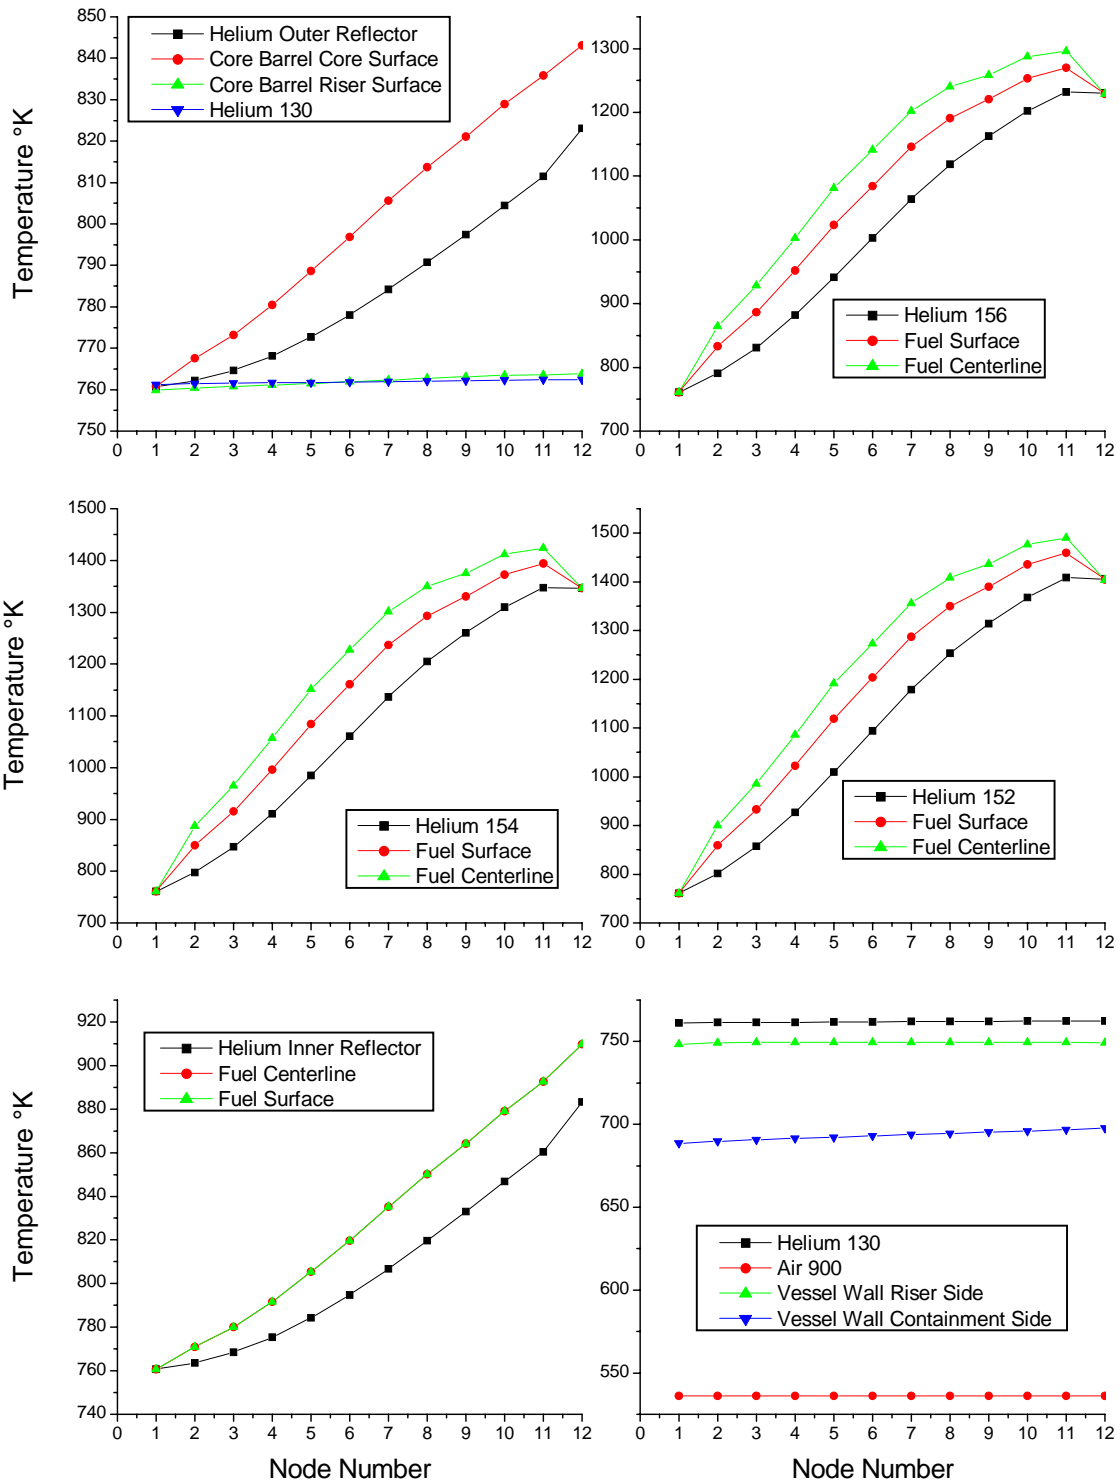 850
840
830
820
810
800
790
780
770
760
750
Temperature °K
Helium Outer Reflector
Core Barrel Core Surface
Core Barrel Riser Surface
Helium 130
0 1 2 3 4 5 6 7 8 9 10 11 12
1300
1200
1100
1000
900
800
700
Helium 156
Fuel Surface
Fuel Centerline
0 1 2 3 4 5 6 7 8 9 10 11 12
1500
1400
1300
1200
1100
1000
900
800
700
Temperature °K
Helium 154
Fuel Surface
Fuel Centerline
0 1 2 3 4 5 6 7 8 9 10 11 12
1500
1400
1300
1200
1100
1000
900
800
700
Helium 152
Fuel Surface
Fuel Centerline
0 1 2 3 4 5 6 7 8 9 10 11 12
920
900
880
860
840
820
800
780
760
740
Temperature °K
Helium Inner Reflector
Fuel Centerline
Fuel Surface
0 1 2 3 4 5 6 7 8 9 10 11 12
Node Number
750
700
650
600
550
Helium 130
Air 900
Vessel Wall Riser Side
Vessel Wall Containment Side
0 1 2 3 4 5 6 7 8 9 10 11 12
Node Number